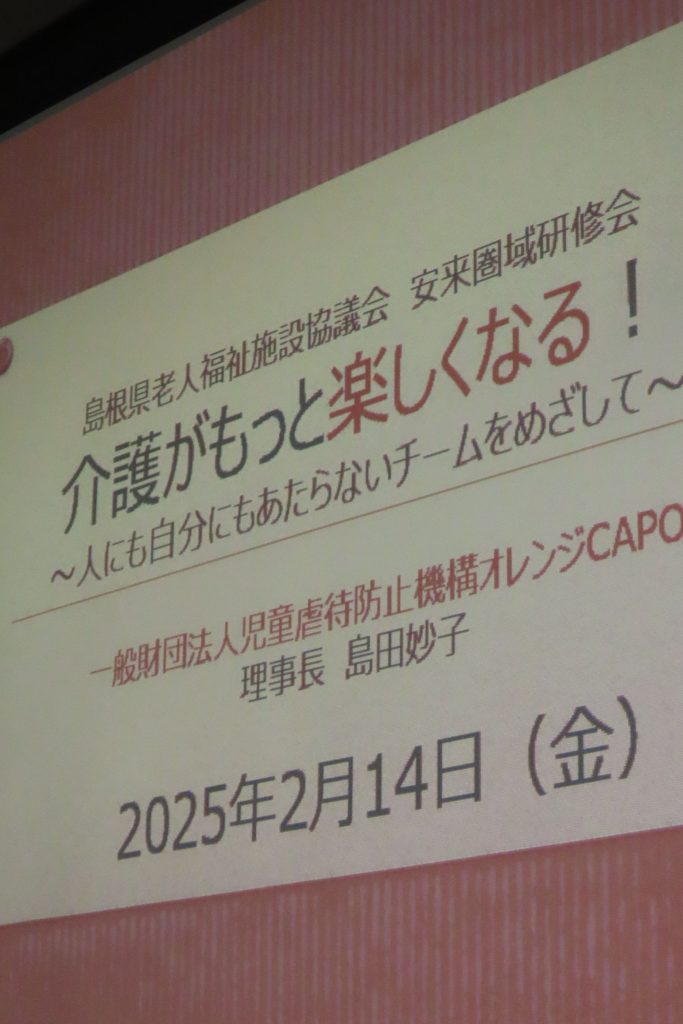 島根県老人福祉施設協議会 安来圏域研修会
介護がもっと楽しくなる！
～人にも自分にもあたらないチームをめざして～
一般財団法人児童虐待防止機構オレンジCAPO
理事長 島田妙子
2025年2月14日（金）